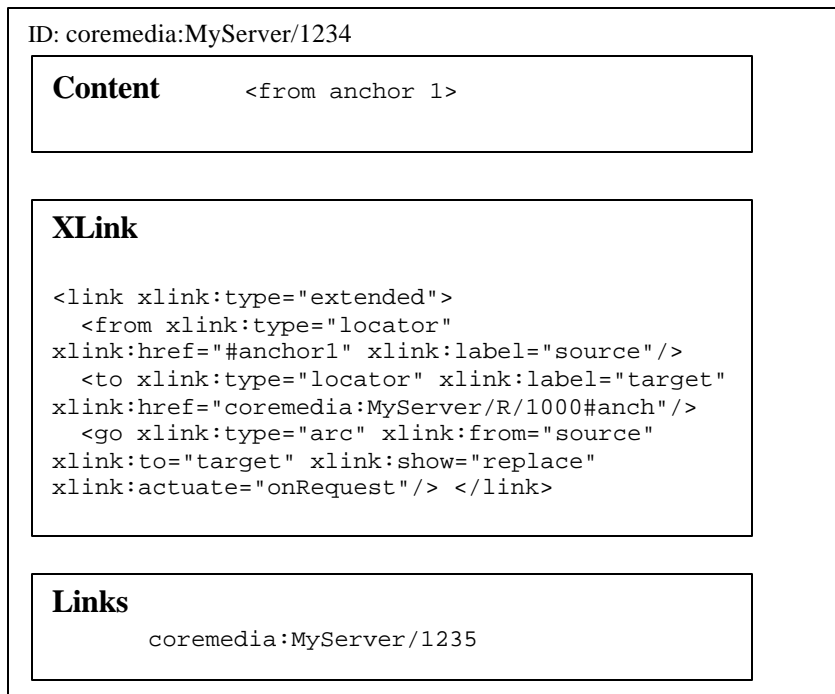 ID: coremedia:MyServer/1234
Content <from anchor 1>
XLink
<link xlink:type="extended">
<from xlink:type="locator"
xlink:href="#anchor1" xlink:label="source"/>
<to xlink:type="locator" xlink:label="target"
xlink:href="coremedia:MyServer/R/1000#anch"/>
<go xlink:type="arc" xlink:from="source"
xlink:to="target" xlink:show="replace"
xlink:actuate="onRequest"/> </link>
Links
coremedia:MyServer/1235